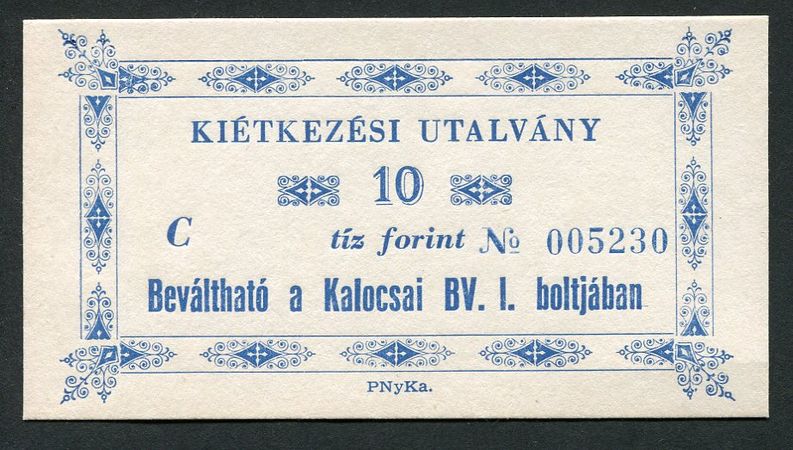 KIÉTKEZÉSI UTALVÁNY
10
C tíz forint № 005230
Beváltható a Kalocsai BV. I. boltjában
PNyKa.